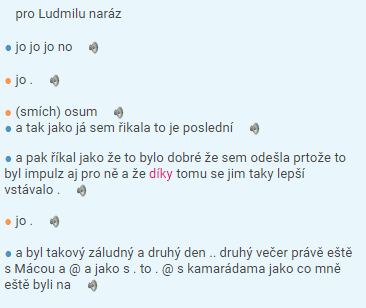 pro Ludmilu naráz
jo jo jo no
jo .
(smích) osum
a tak jako já sem řikala to je poslední
a pak říkal jako že to bylo dobré že sem odešla prtože to
byl impulz aj pro ně a že díky tomu se jim taky lepší
vstávalo .
jo .
a byl takový záludný a druhý den .. druhý večer právě eště
s Mácou a @ a jako s . to . @ s kamarádama jako co mně
eště byli na